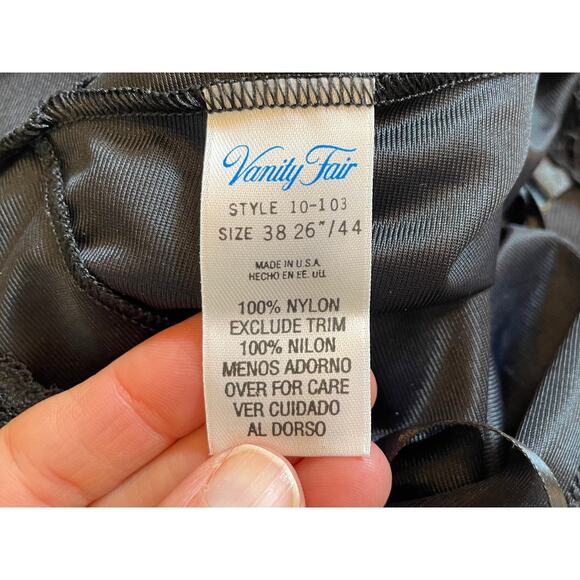 Vanity Fair
STYLE 10-103
SIZE 38 26"/44
MADE IN U.S.A.
HECHO EN EE. UU.
100% NYLON
EXCLUDE TRIM
100% NILON
MENOS ADORNO
OVER FOR CARE
VER CUIDADO
AL DORSO